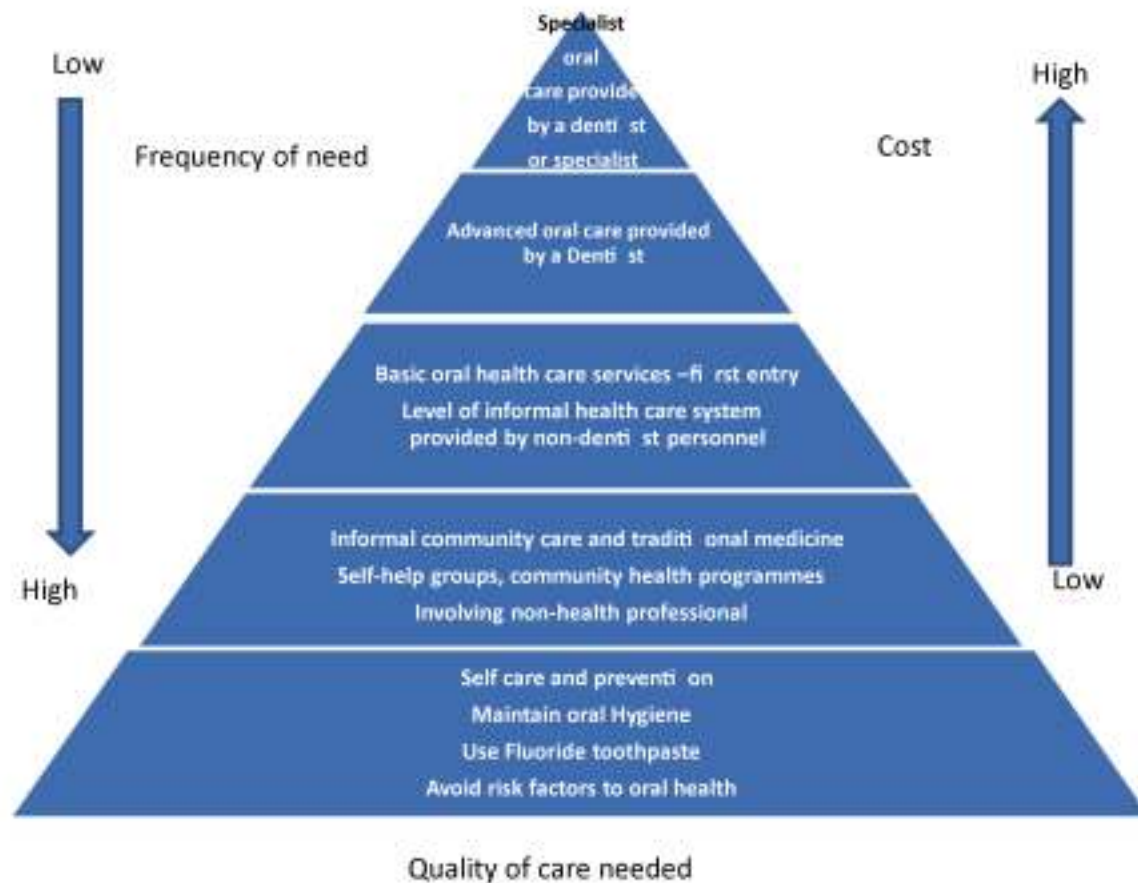 Specialist
oral
care provide
by a denti st
or specialist
Low
High
Frequency of need
Cost
Advanced oral care provided
by a Denti st
Basic oral health care services –fi rst entry
Level of informal health care system
provided by non-denti st personnel
Informal community care and traditi onal medicine
Self-help groups, community health programmes
Involving non-health professional
High
Low
Self care and preventi on
Maintain oral Hygiene
Use Fluoride toothpaste
Avoid risk factors to oral health
Quality of care needed